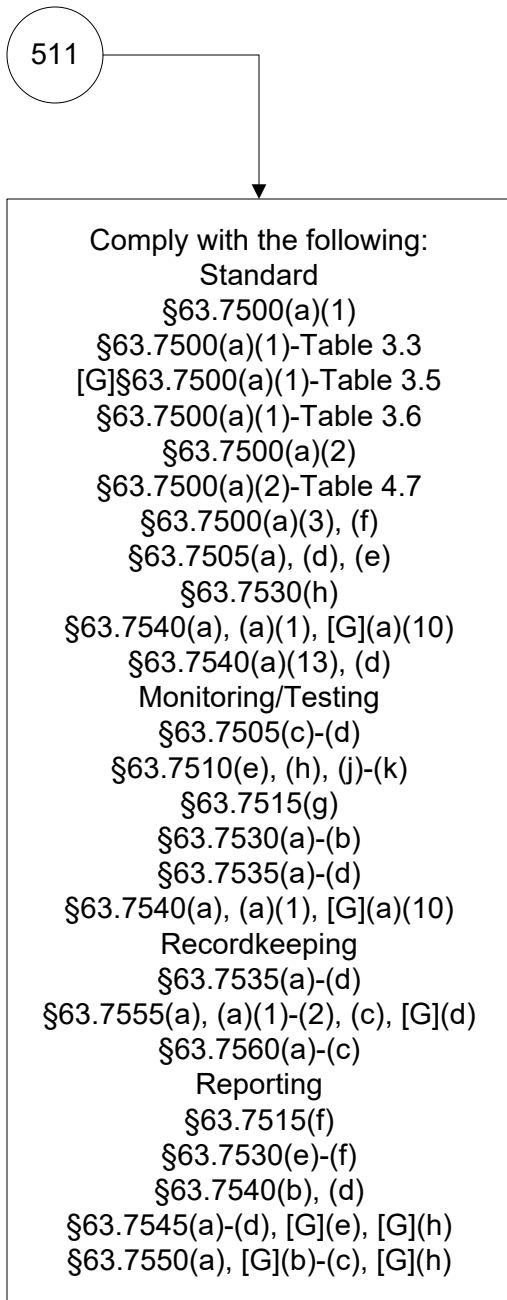 511
Comply with the following:
Standard
§63.7500(a)(1)
§63.7500(a)(1)-Table 3.3
[G]§63.7500(a)(1)-Table 3.5
§63.7500(a)(1)-Table 3.6
§63.7500(a)(2)
§63.7500(a)(2)-Table 4.7
§63.7500(a)(3), (f)
§63.7505(a), (d), (e)
§63.7530(h)
§63.7540(a), (a)(1), [G](a)(10)
§63.7540(a)(13), (d)
Monitoring/Testing
§63.7505(c)-(d)
§63.7510(e), (h), (j)-(k)
§63.7515(g)
§63.7530(a)-(b)
§63.7535(a)-(d)
§63.7540(a), (a)(1), [G](a)(10)
Recordkeeping
§63.7535(a)-(d)
§63.7555(a), (a)(1)-(2), (c), [G](d)
§63.7560(a)-(c)
Reporting
§63.7515(f)
§63.7530(e)-(f)
§63.7540(b), (d)
§63.7545(a)-(d), [G](e), [G](h)
§63.7550(a), [G](b)-(c), [G](h)